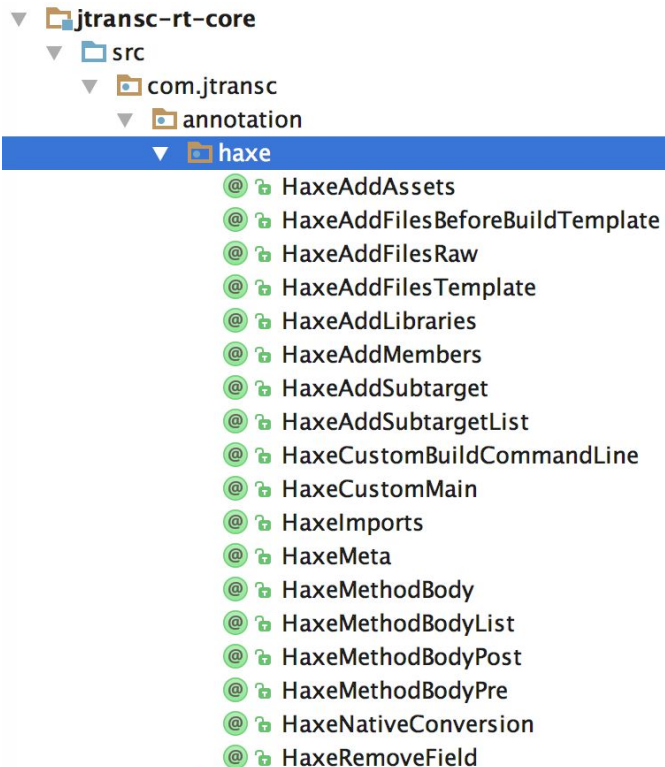 jtransc-rt-core
src
com.jtransc
annotation
haxe
@ HaxeAddAssets
@ HaxeAddFilesBeforeBuildTemplate
@ HaxeAddFilesRaw
@ HaxeAddFilesTemplate
@ HaxeAddLibraries
@ HaxeAddMembers
@ HaxeAddSubtarget
@ HaxeAddSubtargetList
@ HaxeCustomBuildCommandLine
@ HaxeCustomMain
@ HaxeImports
@ HaxeMeta
@ HaxeMethodBody
@ HaxeMethodBodyList
@ HaxeMethodBodyPost
@ HaxeMethodBodyPre
@ HaxeNativeConversion
@ HaxeRemoveField